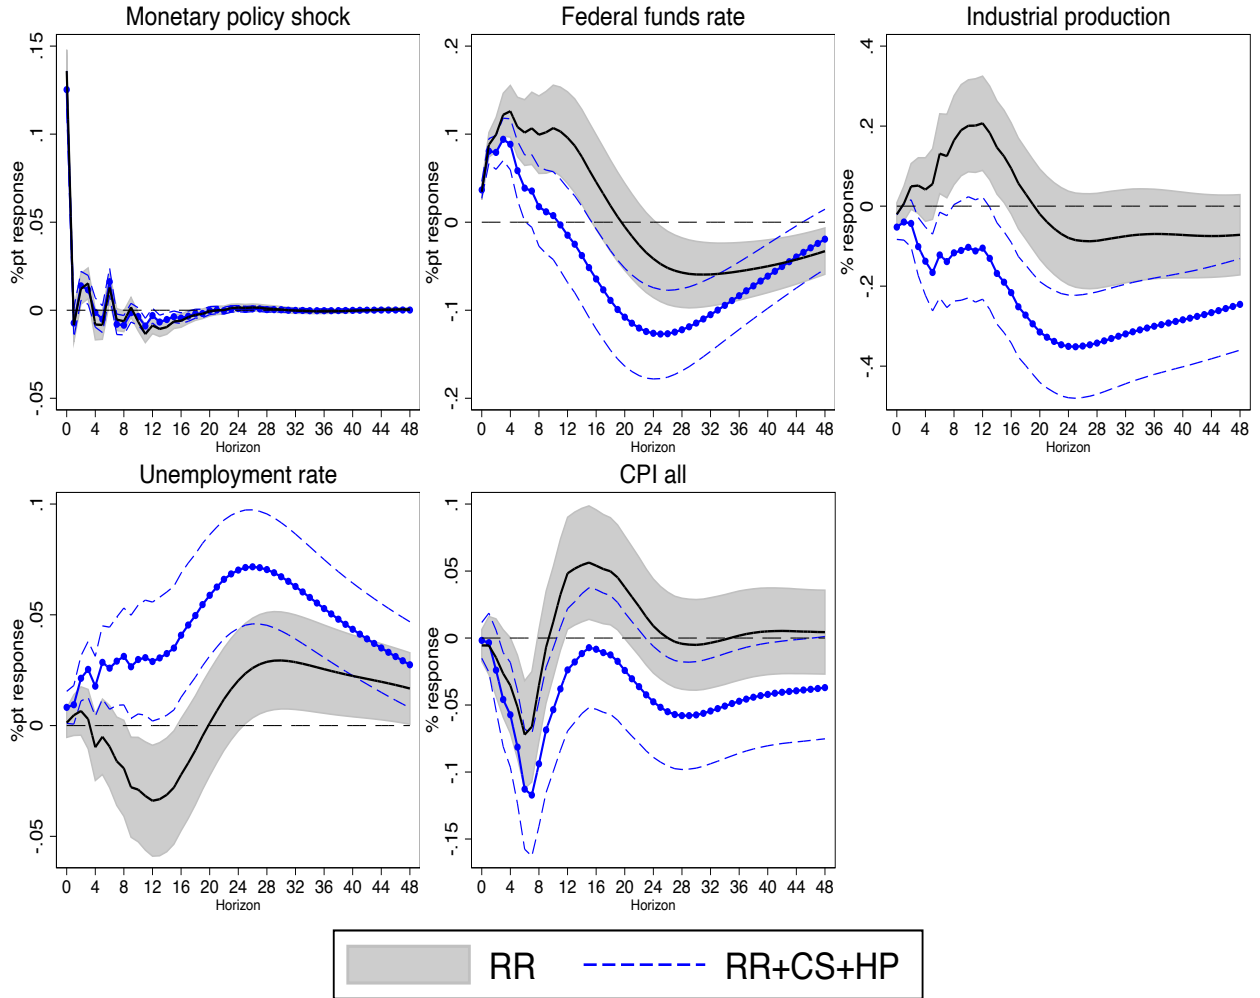 Monetary policy shock
%pt response
.15
.1
.05
0
-.05
0 4 8 12 16 20 24 28 32 36 40 44 48
Horizon
Federal funds rate
%pt response
.2
.1
0
-.1
-.2
0 4 8 12 16 20 24 28 32 36 40 44 48
Horizon
Industrial production
% response
.4
.2
0
-.2
-.4
0 4 8 12 16 20 24 28 32 36 40 44 48
Horizon
Unemployment rate
%pt response
.1
.05
0
-.05
0 4 8 12 16 20 24 28 32 36 40 44 48
Horizon
CPI all
% response
.1
.05
0
-.05
-.1
-.15
0 4 8 12 16 20 24 28 32 36 40 44 48
Horizon
RR
RR+CS+HP